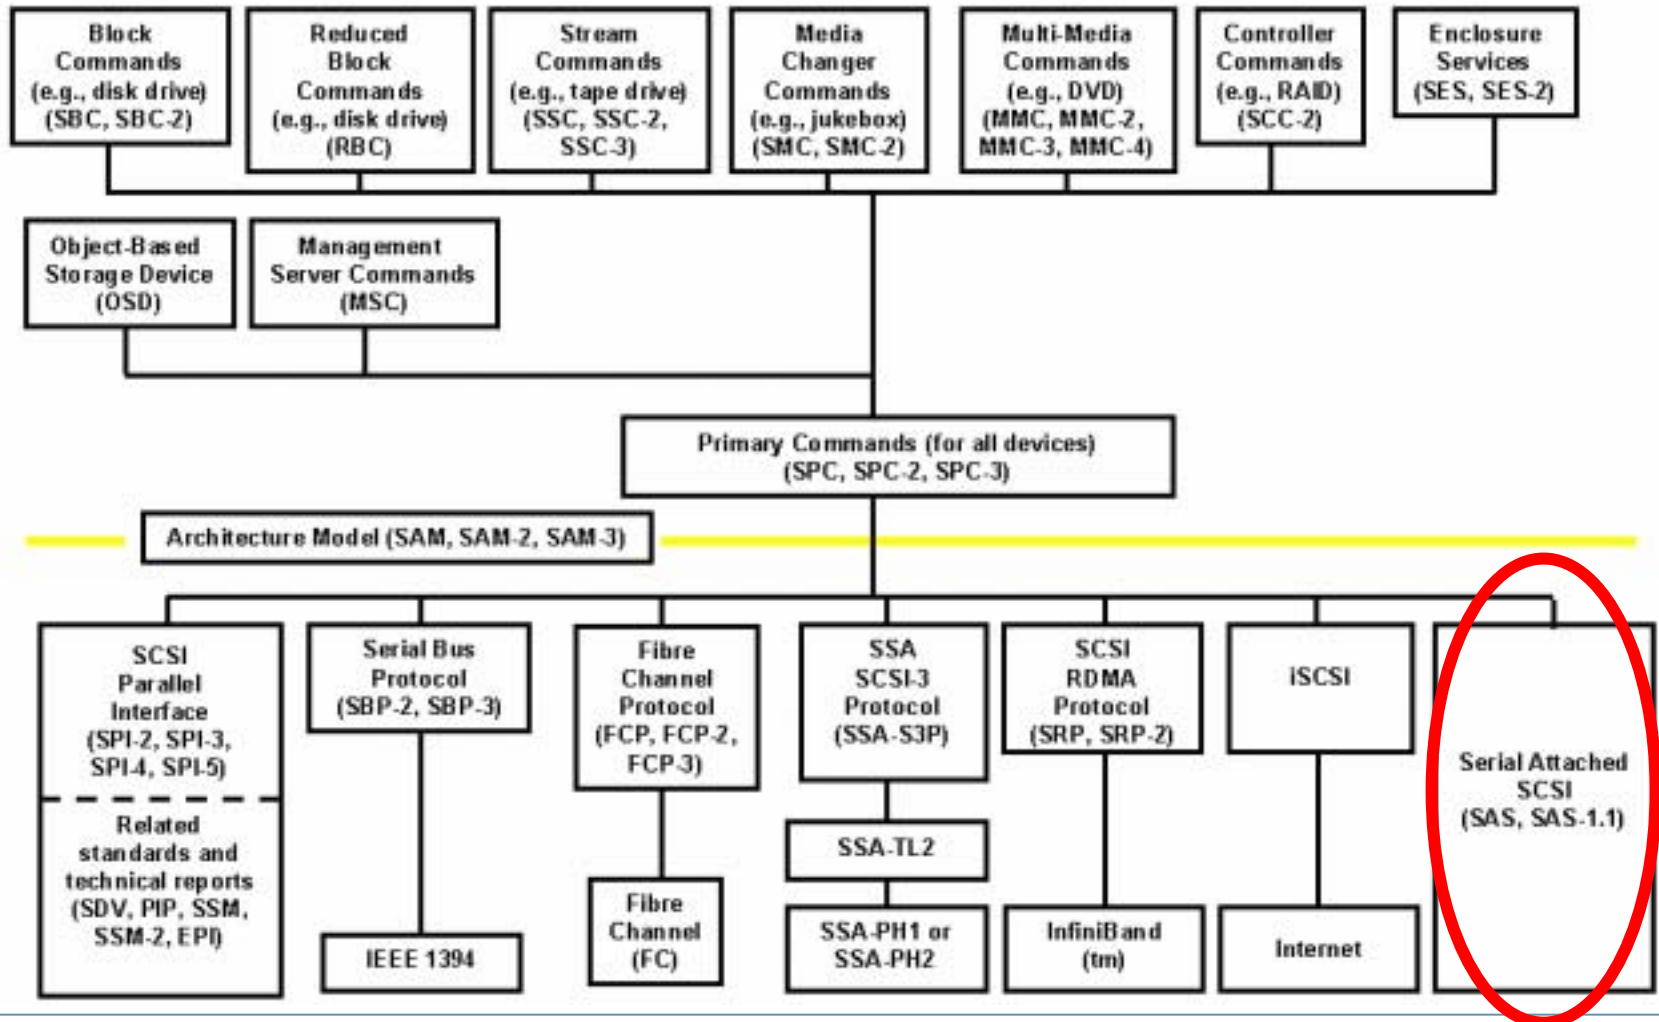 Block
Commands
(e.g., disk drive)
(SBC, SBC-2)
Reduced
Block
Commands
(e.g., disk drive)
(RBC)
Stream
Commands
(e.g., tape drive)
(SSC, SSC-2,
SSC-3)
Media
Changer
Commands
(e.g., jukebox)
(SMC, SMC-2)
Multi-Media
Commands
(e.g., DVD)
(MMC, MMC-2,
MMC-3, MMC-4)
Controller
Commands
(e.g., RAID)
(SCC-2)
Enclosure
Services
(SES, SES-2)
Object-Based
Storage Device
(OSD)
Management
Server Commands
(MSC)
Primary Commands (for all devices)
(SPC, SPC-2, SPC-3)
Architecture Model (SAM, SAM-2, SAM-3)
SCSI
Parallel
Interface
(SPI-2, SPI-3,
SPI-4, SPI-5)
Related
standards and
technical reports
(SDV, PIP, SSM,
SSM-2, EPI)
Serial Bus
Protocol
(SBP-2, SBP-3)
IEEE 1394
Fibre
Channel
Protocol
(FCP, FCP-2,
FCP-3)
Fibre
Channel
(FC)
SSA
SCSI-3
Protocol
(SSA-S3P)
SSA-TL2
SSA-PH1 or
SSA-PH2
SCSI
RDMA
Protocol
(SRP, SRP-2)
InfiniBand
(tm)
iSCSI
Internet
Serial Attached
SCSI
(SAS, SAS-1.1)